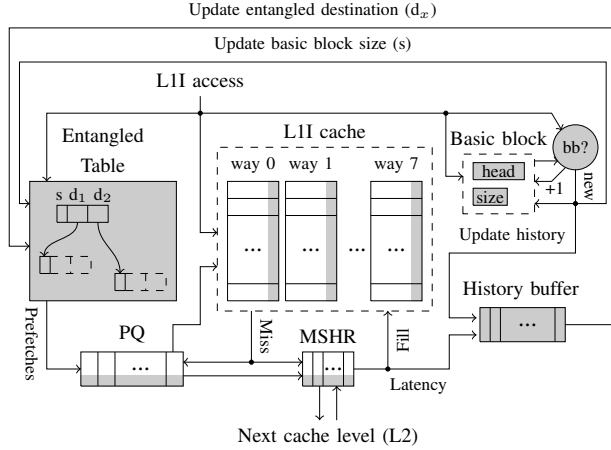 Update entangled destination (dₓ)
Update basic block size (s)
L1I access
Entangled
Table
L1I cache
Basic block
bb?
way 0 way 1 way 7
head
size
+1
new
s d₁ d₂
... ... ... ...
Update history
Prefetches
PQ
Miss
MSHR
Fill
History buffer
...
...
...
Latency
Next cache level (L2)